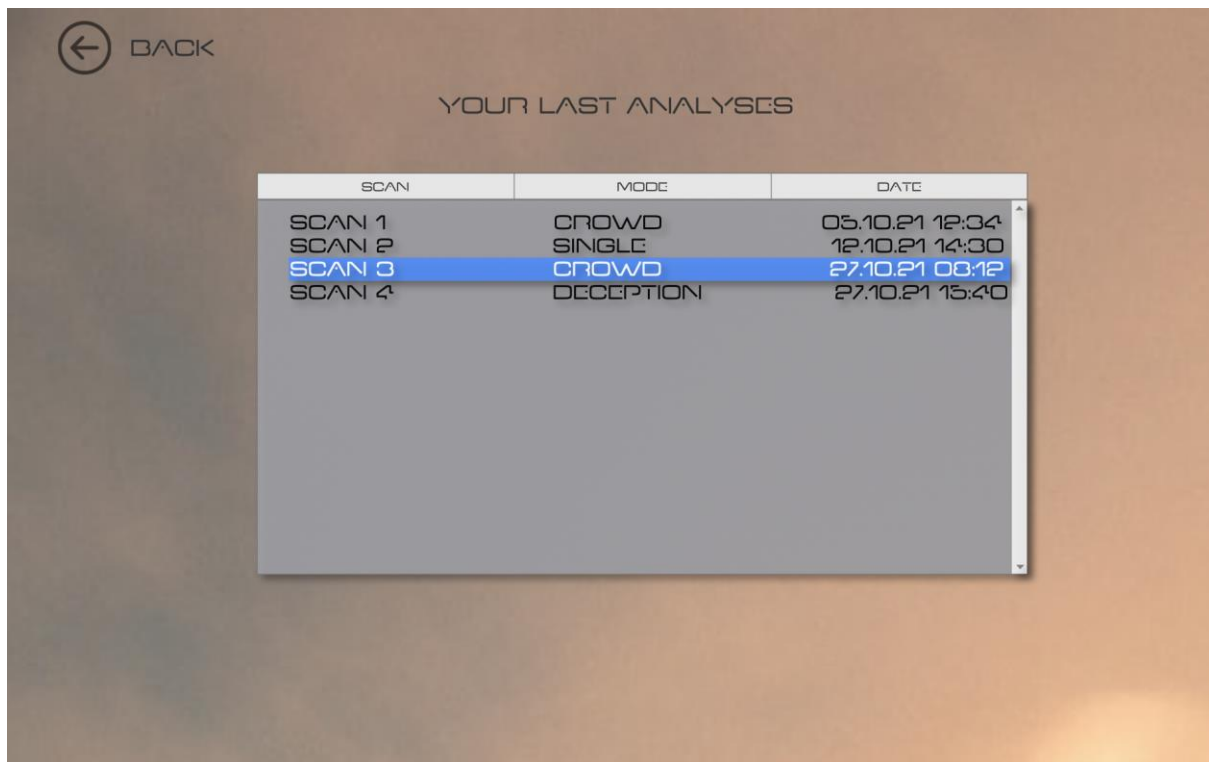 BACK
YOUR LAST ANALYSES
SCAN MODE DATE
SCAN 1 CROWD 05.10.21 12:34
SCAN 2 SINGLE 12.10.21 14:30
SCAN 3 CROWD 27.10.21 08:12
SCAN 4 DECEPTION 27.10.21 15:40